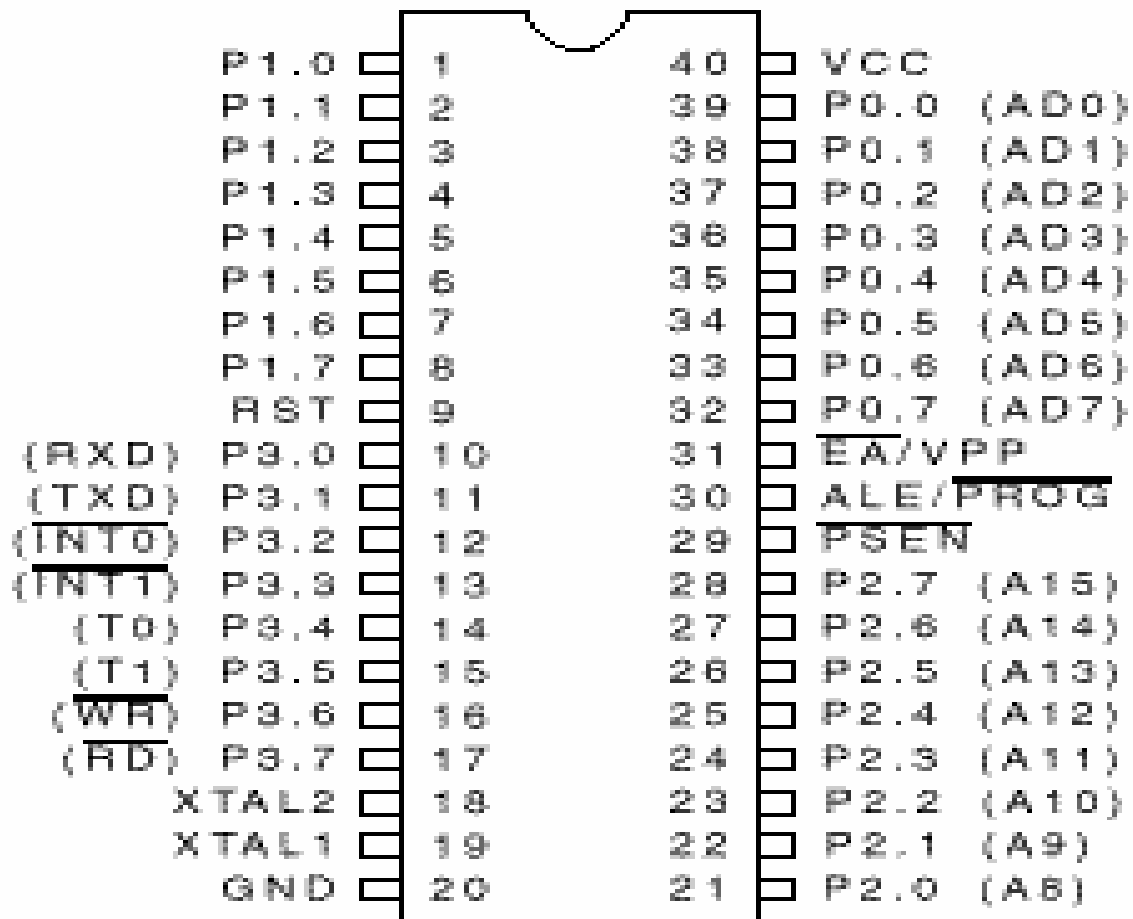 P1.0 1 40 VCC
P1.1 2 39 P0.0 (AD0)
P1.2 3 38 P0.1 (AD1)
P1.3 4 37 P0.2 (AD2)
P1.4 5 36 P0.3 (AD3)
P1.5 6 35 P0.4 (AD4)
P1.6 7 34 P0.5 (AD5)
P1.7 8 33 P0.6 (AD6)
RST 9 32 P0.7 (AD7)
(RXD) P3.0 10 31 EA/VPP
(TXD) P3.1 11 30 ALE/PROG
(INT0) P3.2 12 29 PSEN
(INT1) P3.3 13 28 P2.7 (A15)
(T0) P3.4 14 27 P2.6 (A14)
(T1) P3.5 15 26 P2.5 (A13)
(WR) P3.6 16 25 P2.4 (A12)
(RD) P3.7 17 24 P2.3 (A11)
XTAL2 18 23 P2.2 (A10)
XTAL1 19 22 P2.1 (A9)
GND 20 21 P2.0 (A8)